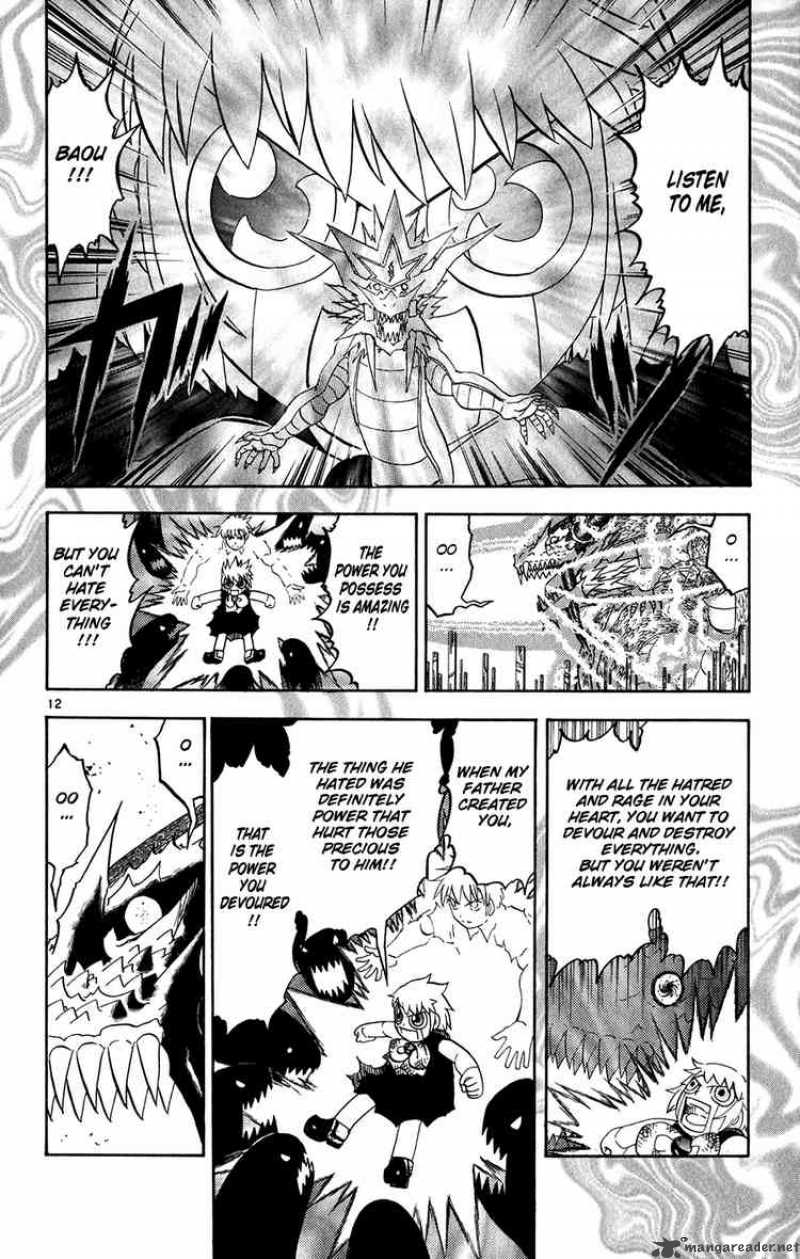 LISTEN
TO ME,
BAOU
!!!
ガッ
OO
...
THE
POWER YOU
POSSESS
IS AMAZING
!!
BUT YOU
CAN'T
HATE
EVERY-
THING
!!!
OO
...
12
WITH ALL THE HATRED
AND RAGE IN YOUR
HEART, YOU WANT TO
DEVOUR AND DESTROY
EVERYTHING.
BUT YOU WEREN'T
ALWAYS LIKE THAT!!
WHEN MY
FATHER
CREATED
YOU,
THE THING HE
HATED WAS
DEFINITELY
POWER THAT
HURT THOSE
PRECIOUS
TO HIM!!
THAT
IS THE
POWER
YOU
DEVOURED
!!
O
...
OO
...
mangareader.net